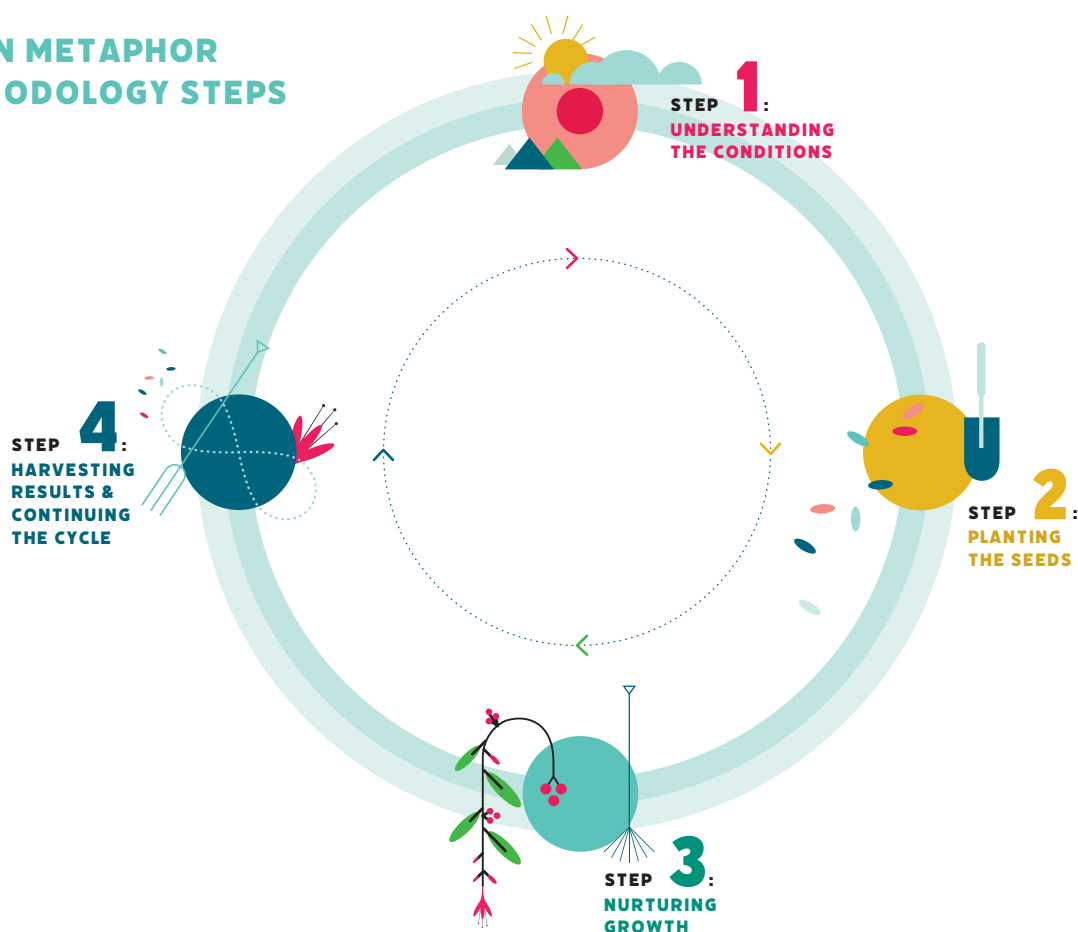 N METAPHOR
ODOLOGY STEPS
STEP 1:
UNDERSTANDING
THE CONDITIONS
STEP 4:
HARVESTING
RESULTS &
CONTINUING
THE CYCLE
STEP 2:
PLANTING
THE SEEDS
STEP 3:
NURTURING
GROWTH